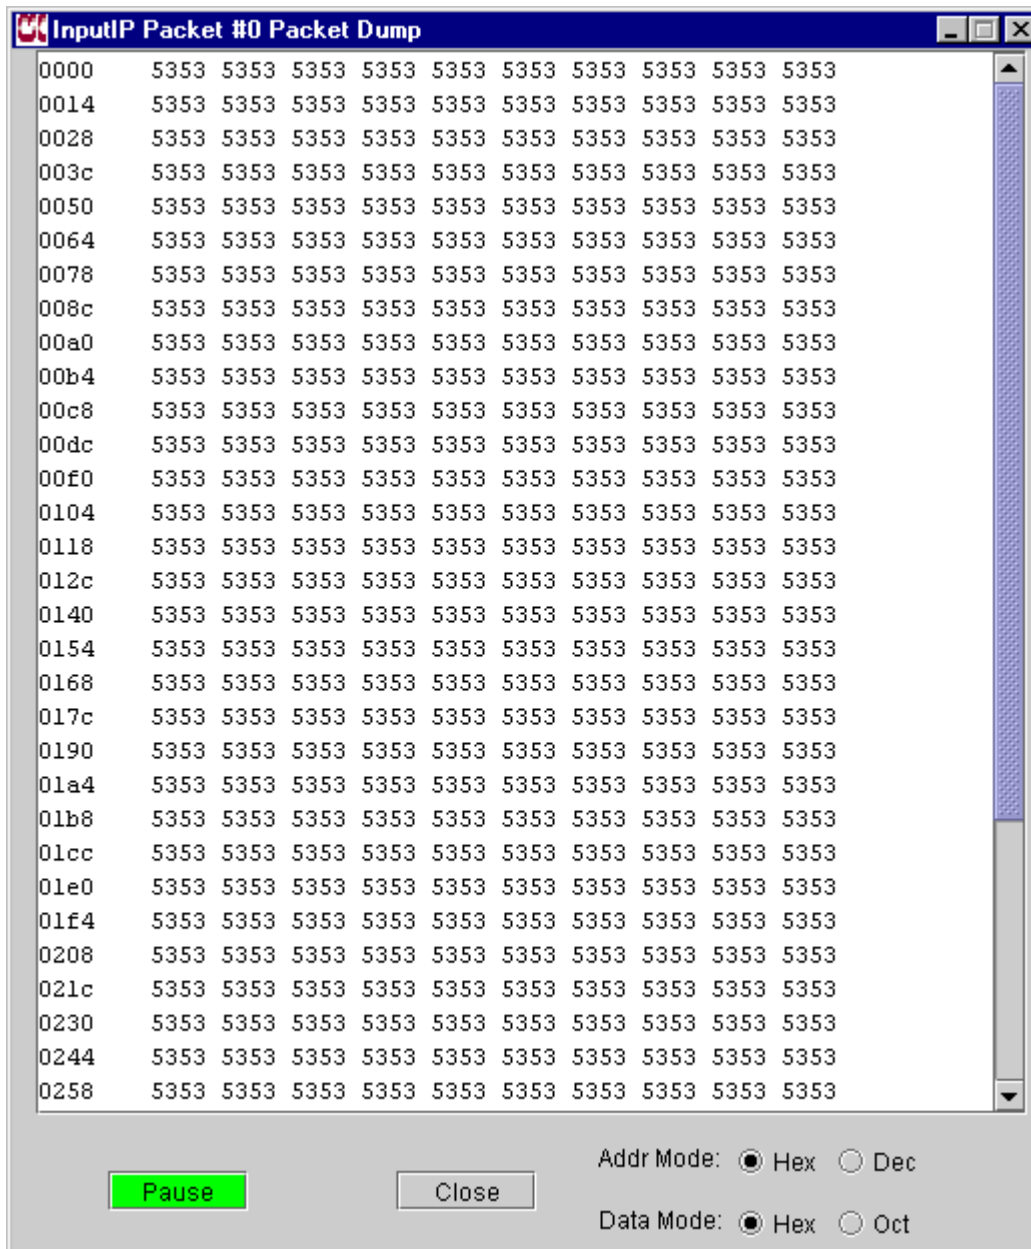 InputIP Packet #0 Packet Dump
0000 5353 5353 5353 5353 5353 5353 5353 5353 5353 5353
0014 5353 5353 5353 5353 5353 5353 5353 5353 5353 5353
0028 5353 5353 5353 5353 5353 5353 5353 5353 5353 5353
003c 5353 5353 5353 5353 5353 5353 5353 5353 5353 5353
0050 5353 5353 5353 5353 5353 5353 5353 5353 5353 5353
0064 5353 5353 5353 5353 5353 5353 5353 5353 5353 5353
0078 5353 5353 5353 5353 5353 5353 5353 5353 5353 5353
008c 5353 5353 5353 5353 5353 5353 5353 5353 5353 5353
00a0 5353 5353 5353 5353 5353 5353 5353 5353 5353 5353
00b4 5353 5353 5353 5353 5353 5353 5353 5353 5353 5353
00c8 5353 5353 5353 5353 5353 5353 5353 5353 5353 5353
00dc 5353 5353 5353 5353 5353 5353 5353 5353 5353 5353
00f0 5353 5353 5353 5353 5353 5353 5353 5353 5353 5353
0104 5353 5353 5353 5353 5353 5353 5353 5353 5353 5353
0118 5353 5353 5353 5353 5353 5353 5353 5353 5353 5353
012c 5353 5353 5353 5353 5353 5353 5353 5353 5353 5353
0140 5353 5353 5353 5353 5353 5353 5353 5353 5353 5353
0154 5353 5353 5353 5353 5353 5353 5353 5353 5353 5353
0168 5353 5353 5353 5353 5353 5353 5353 5353 5353 5353
017c 5353 5353 5353 5353 5353 5353 5353 5353 5353 5353
0190 5353 5353 5353 5353 5353 5353 5353 5353 5353 5353
01a4 5353 5353 5353 5353 5353 5353 5353 5353 5353 5353
01b8 5353 5353 5353 5353 5353 5353 5353 5353 5353 5353
01cc 5353 5353 5353 5353 5353 5353 5353 5353 5353 5353
01e0 5353 5353 5353 5353 5353 5353 5353 5353 5353 5353
01f4 5353 5353 5353 5353 5353 5353 5353 5353 5353 5353
0208 5353 5353 5353 5353 5353 5353 5353 5353 5353 5353
021c 5353 5353 5353 5353 5353 5353 5353 5353 5353 5353
0230 5353 5353 5353 5353 5353 5353 5353 5353 5353 5353
0244 5353 5353 5353 5353 5353 5353 5353 5353 5353 5353
0258 5353 5353 5353 5353 5353 5353 5353 5353 5353 5353
Addr Mode: Hex Dec
Pause Close
Data Mode: Hex Oct